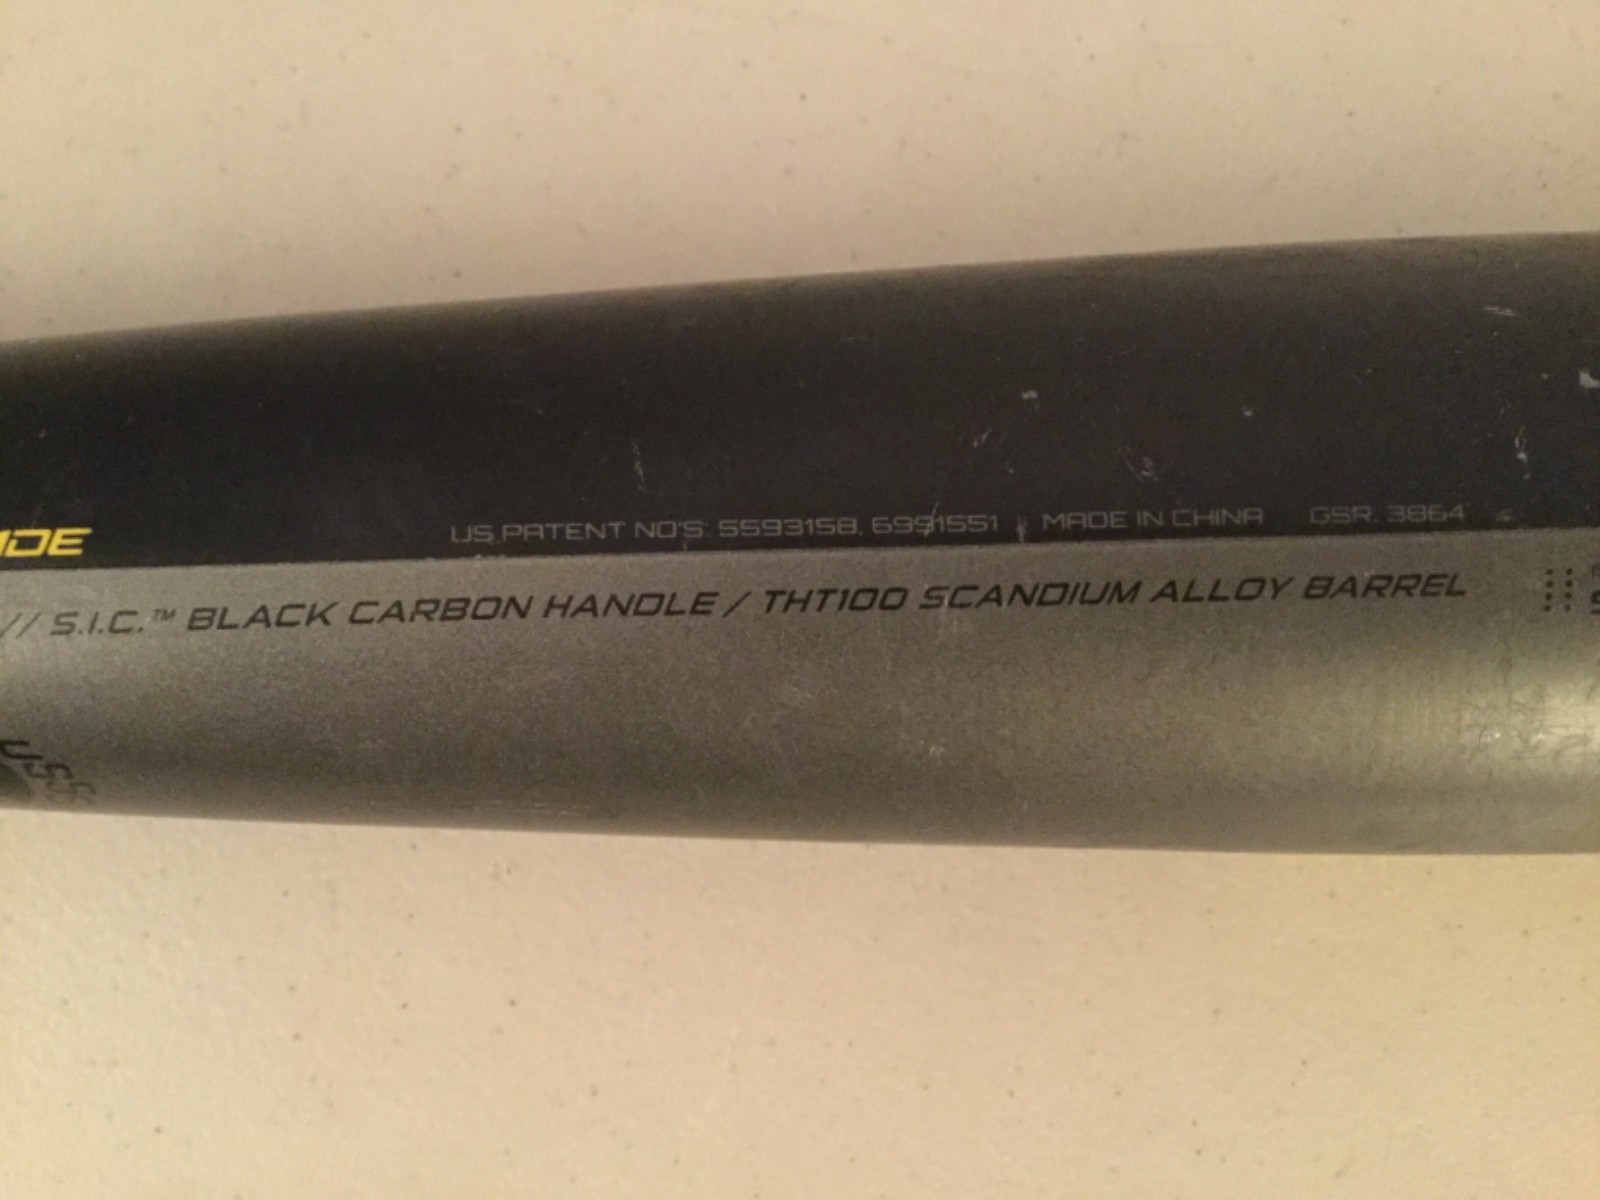 US PATENT NO'S: 5593158, 6991551 | MADE IN CHINA GSR. 3864
// S.I.C.™ BLACK CARBON HANDLE / THT100 SCANDIUM ALLOY BARREL